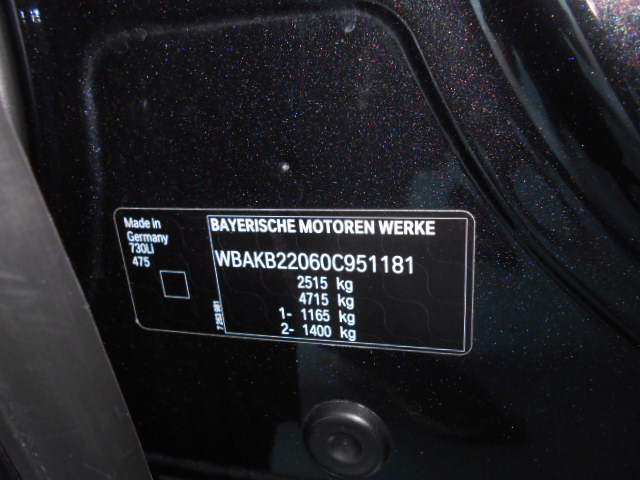 Made in
Germany
730Li
475
BAYERISCHE MOTOREN WERKE
WBAKB22060C951181
2515 kg
4715 kg
1- 1165 kg
2- 1400 kg